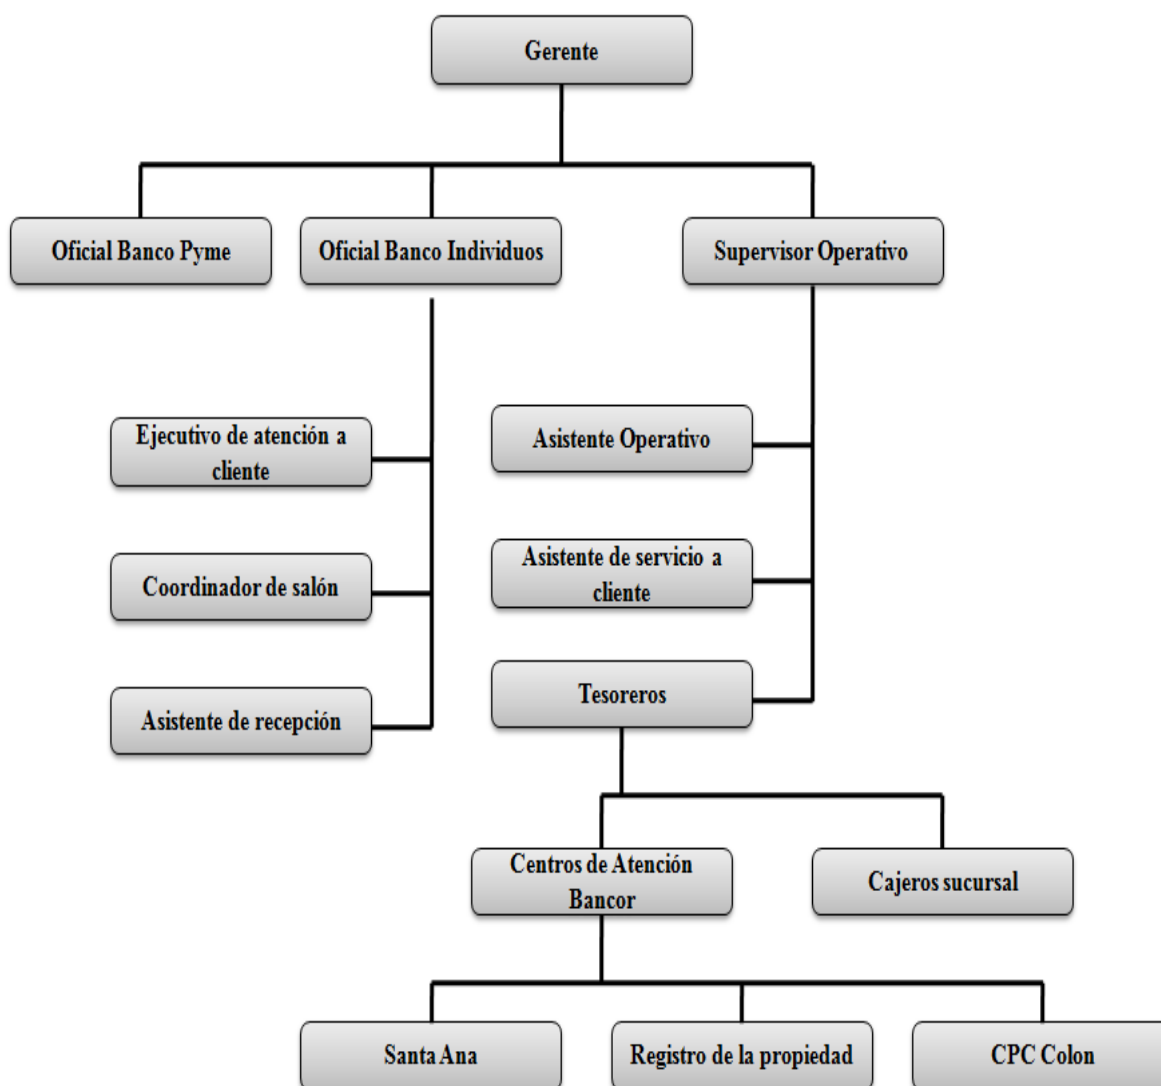 Gerente
Oficial Banco Pyme
Oficial Banco Individuos
Supervisor Operativo
Ejecutivo de atención a
cliente
Coordinador de salón
Asistente de recepción
Asistente Operativo
Asistente de servicio a
cliente
Tesoreros
Centros de Atención
Bancor
Cajeros sucursal
Santa Ana
Registro de la propiedad
CPC Colon